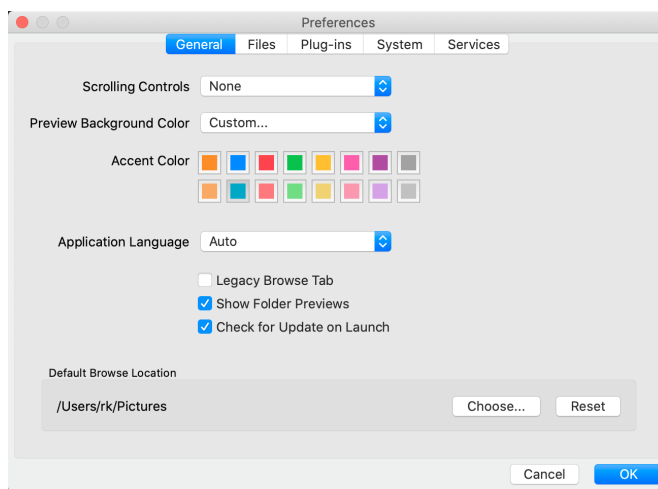 Preferences
General Files Plug-ins System Services
Scrolling Controls None
Preview Background Color Custom...
Accent Color
Application Language Auto
Legacy Browse Tab
Show Folder Previews
Check for Update on Launch
Default Browse Location
/Users/rk/Pictures Choose... Reset
Cancel OK